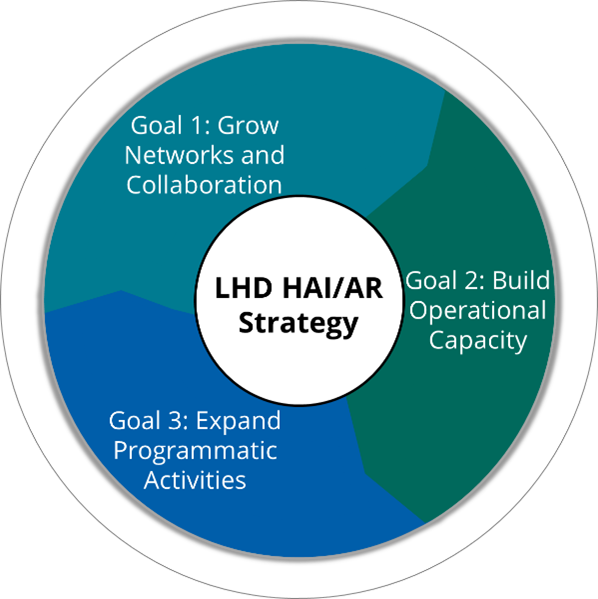 Goal 1: Grow
Networks and
Collaboration
LHD HAI/AR
Strategy
Goal 2: Build
Operational
Capacity
Goal 3: Expand
Programmatic
Activities